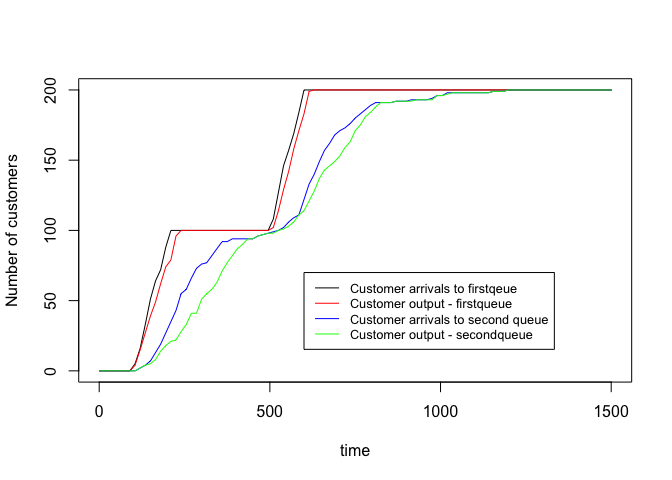 Number of customers
200
150
100
50
0
Customer arrivals to firstqeue
Customer output - firstqueue
Customer arrivals to second queue
Customer output - secondqueue
0 500 1000 1500
time